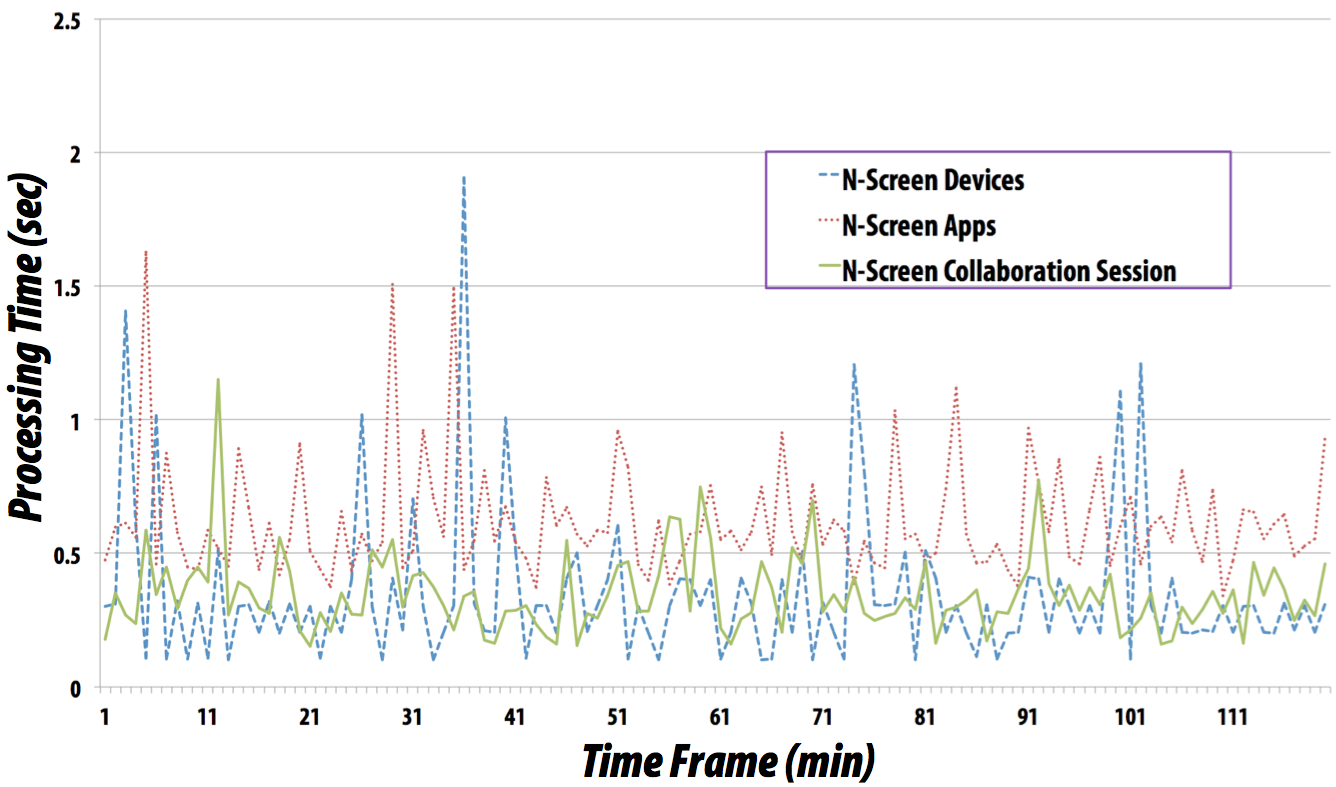 2.5
2
1.5
1
0.5
0
Processing Time (sec)
N-Screen Devices
N-Screen Apps
N-Screen Collaboration Session
1 11 21 31 41 51 61 71 81 91 101 111
Time Frame (min)